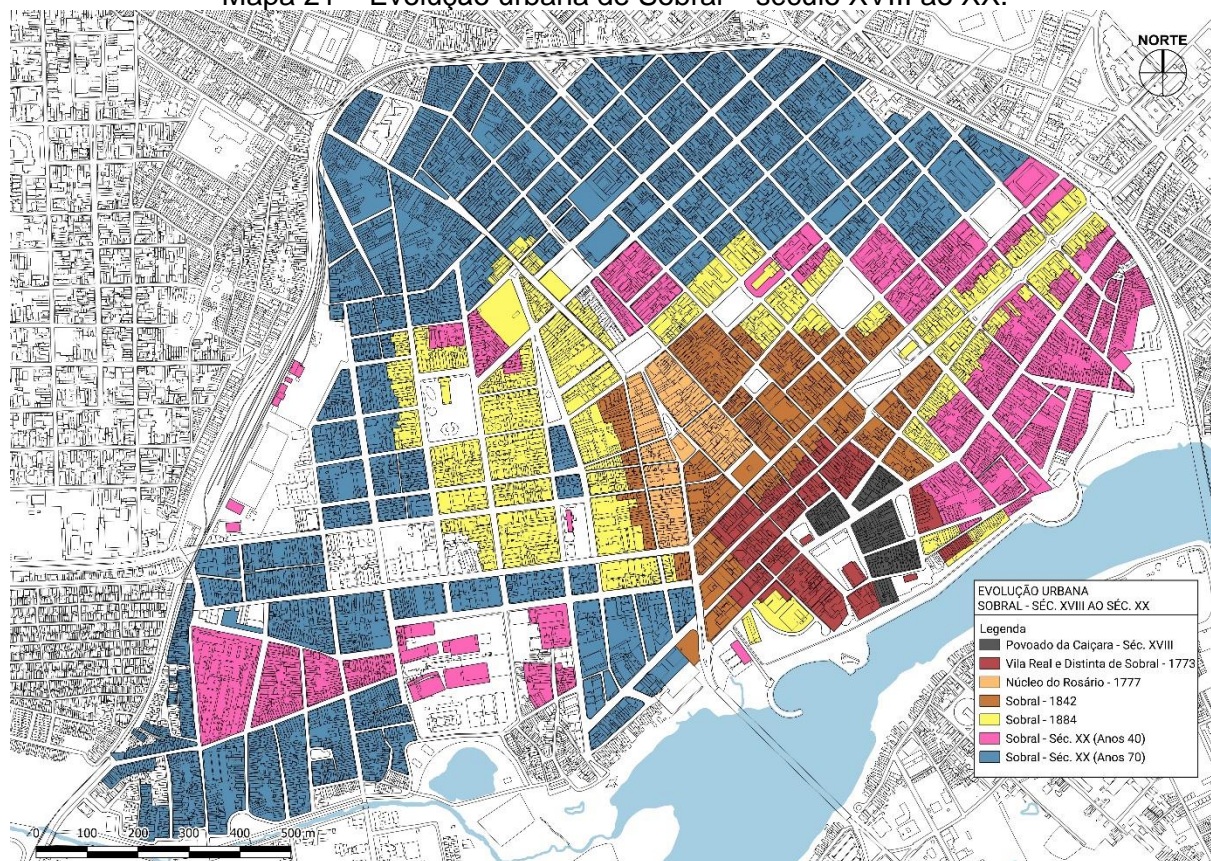 Mapa 21 – Evolução urbana de Sobral – século XVIII ao XX.
NORTE
EVOLUÇÃO URBANA
SOBRAL - SÉC. XVIII AO SÉC. XX
Legenda
Povoado da Caiçara - Séc. XVIII
Vila Real e Distinta de Sobral - 1773
Núcleo do Rosário - 1777
Sobral - 1842
Sobral - 1884
Sobral - Séc. XX (Anos 40)
Sobral - Séc. XX (Anos 70)
0 100 200 300 400 500 m